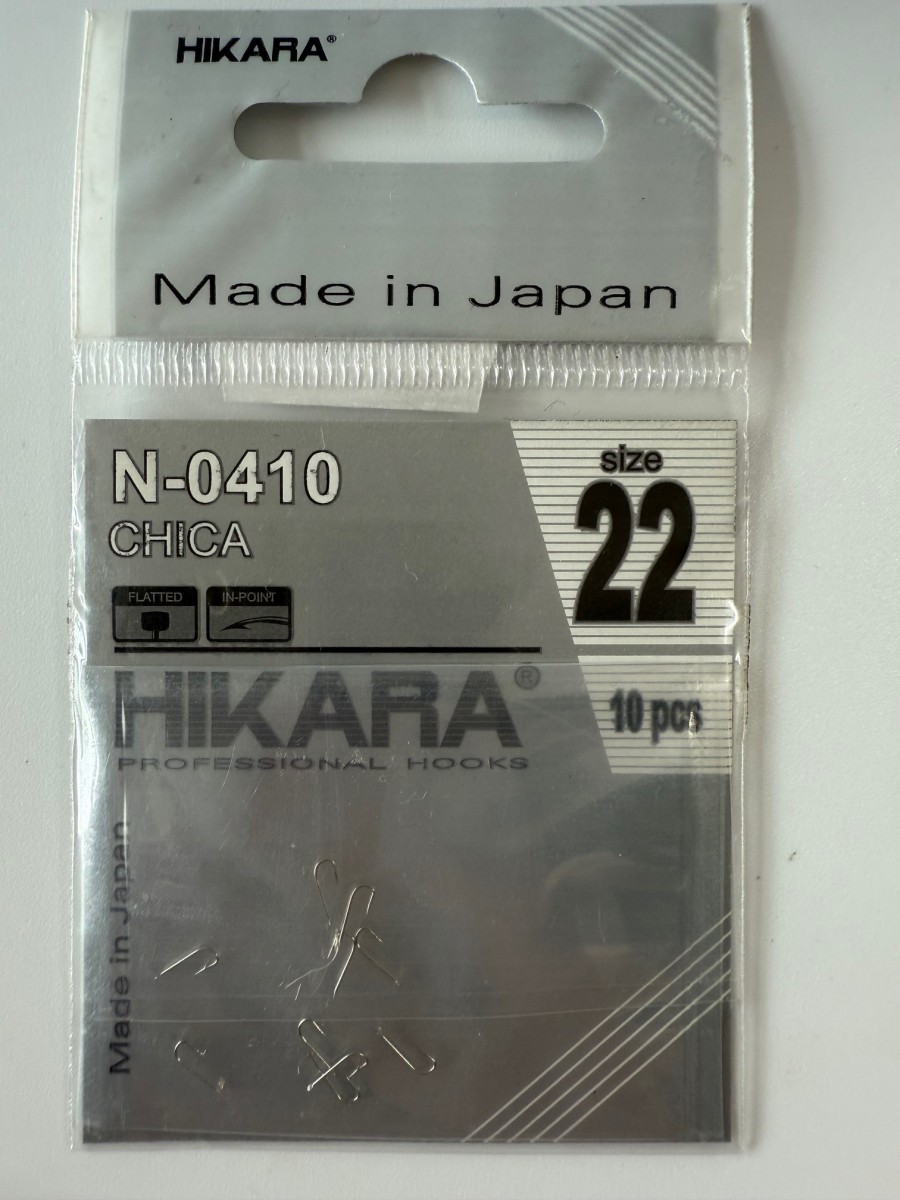 HIKARA®
Made in Japan
N-0410
CHICA
size
22
FLATTED
IN-POINT
HIKARA®
10 pcs
PROFESSIONAL HOOKS
Made in Japan